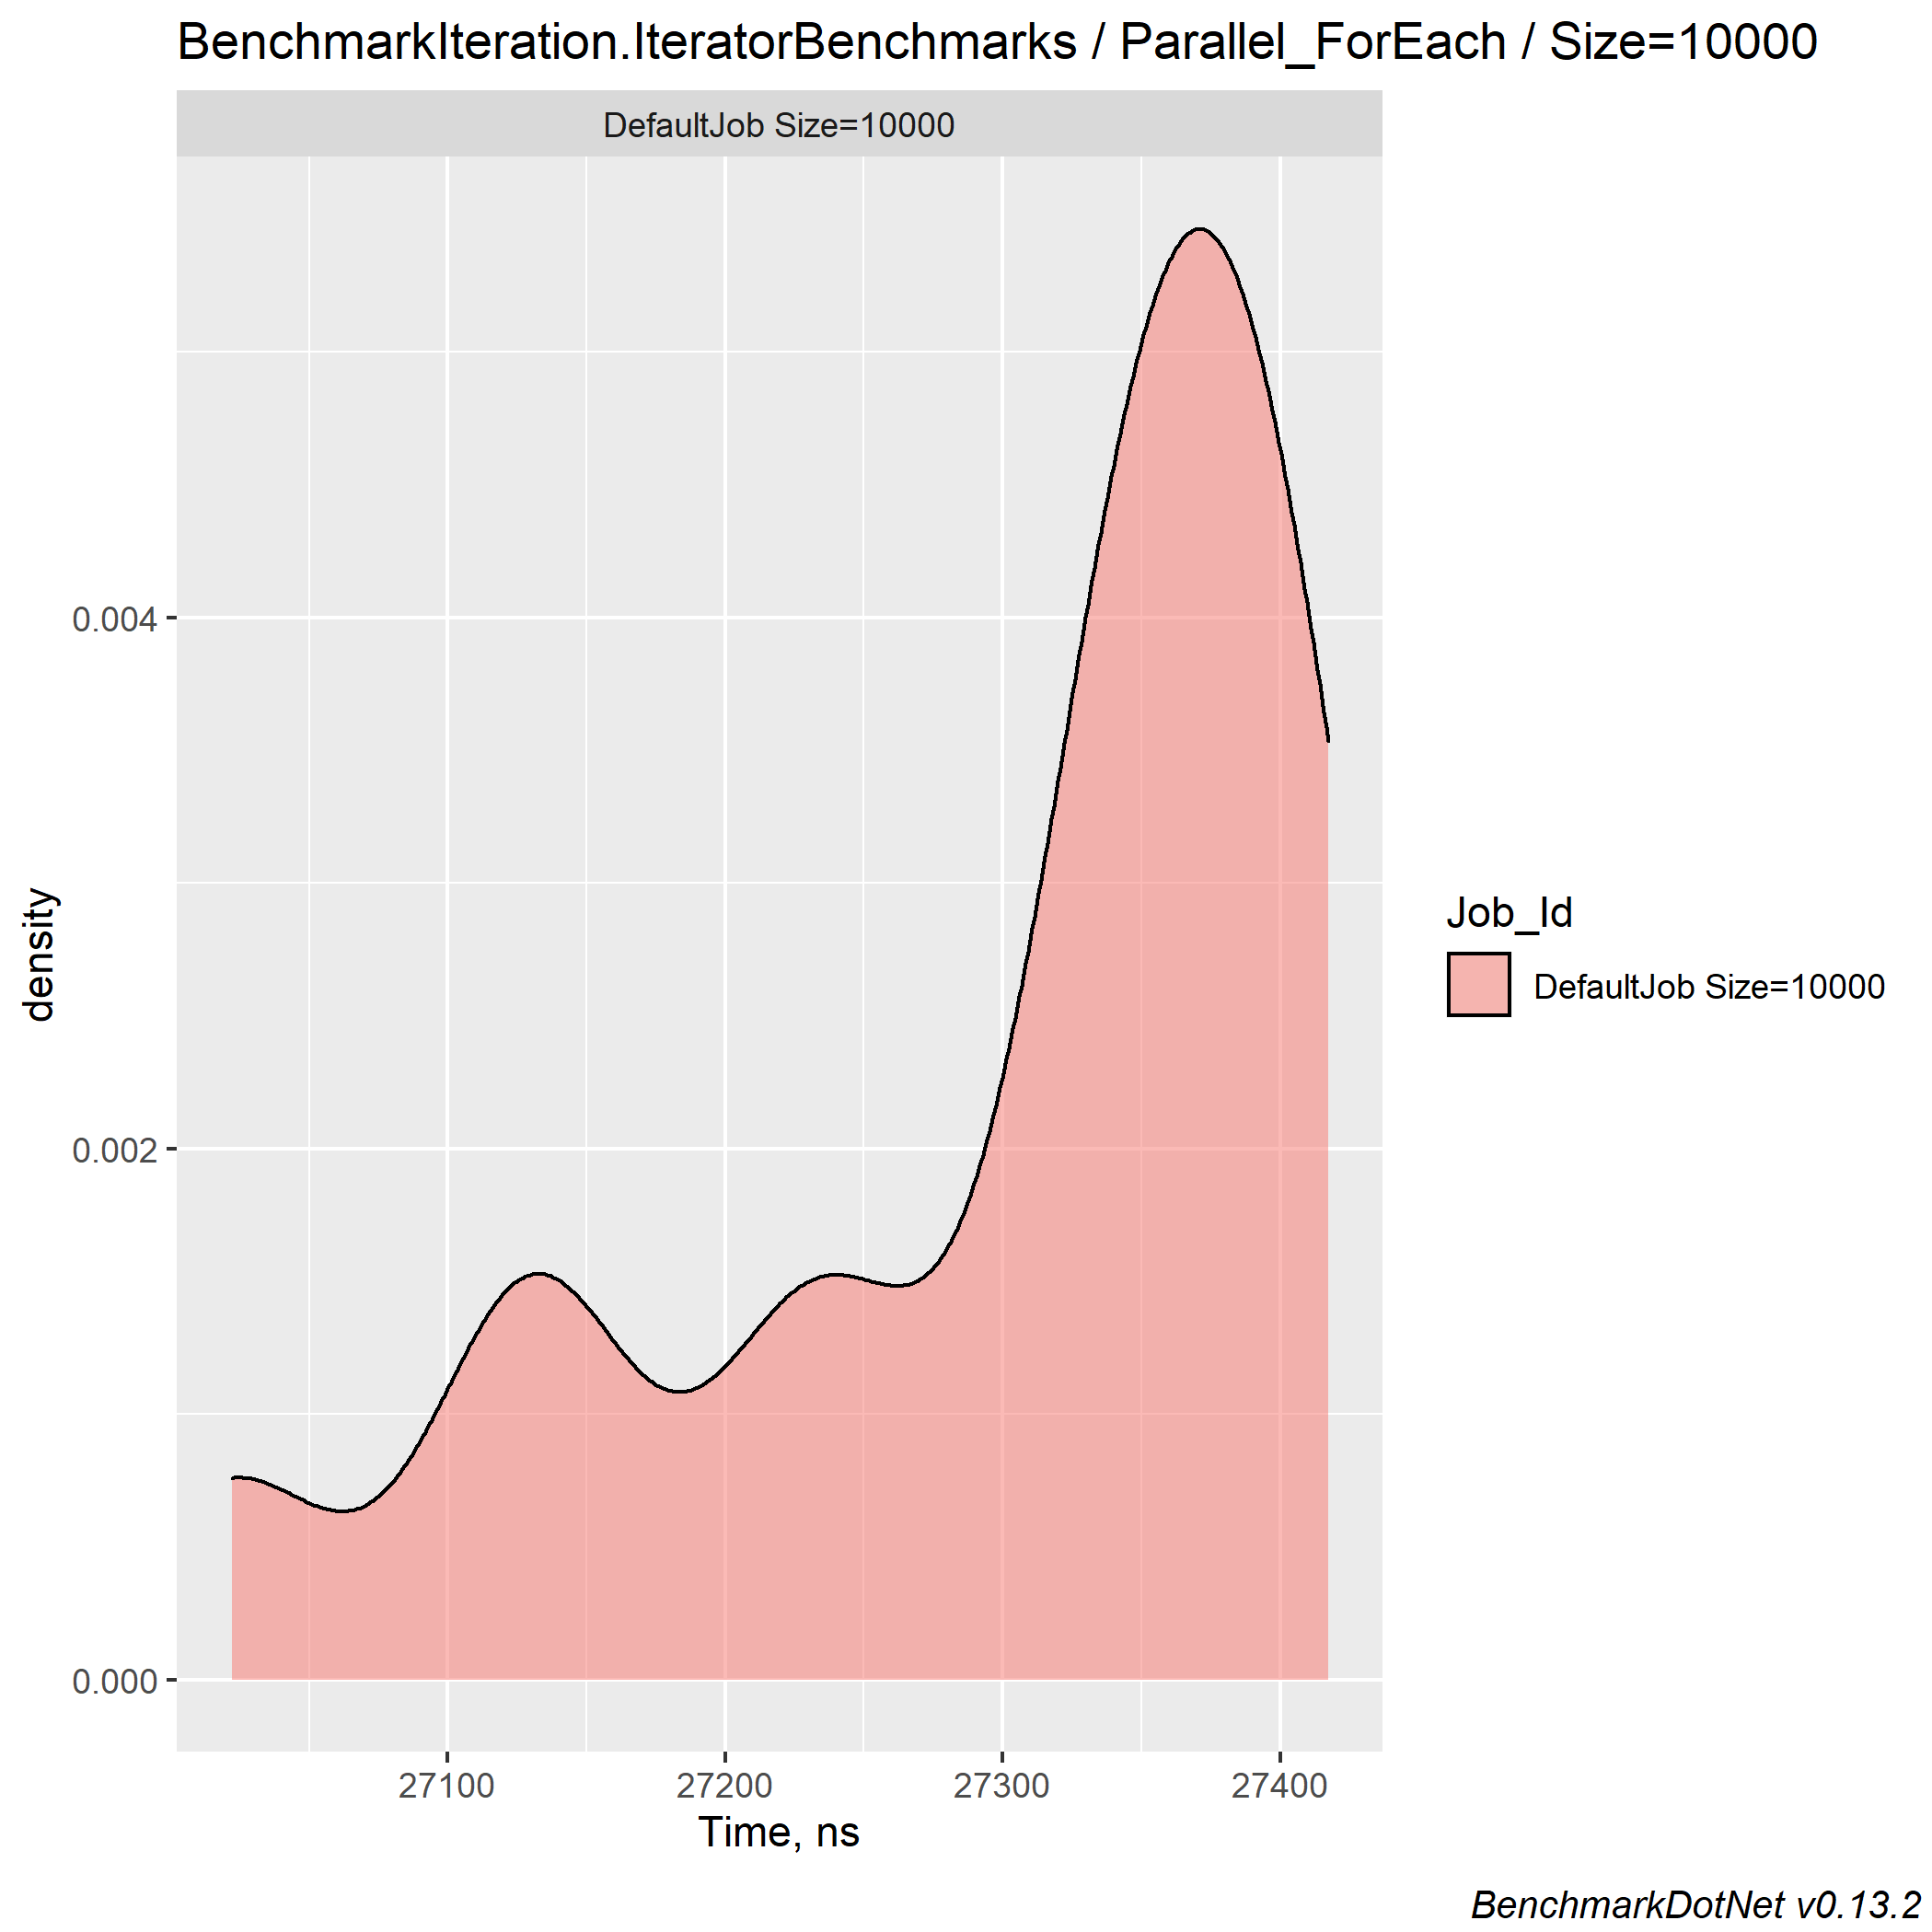 BenchmarkIteration.IteratorBenchmarks / Parallel_ForEach / Size=10000
DefaultJob Size=10000
density
0.004
0.002
0.000
27100 27200 27300 27400
Time, ns
Job_Id
DefaultJob Size=10000
BenchmarkDotNet v0.13.2